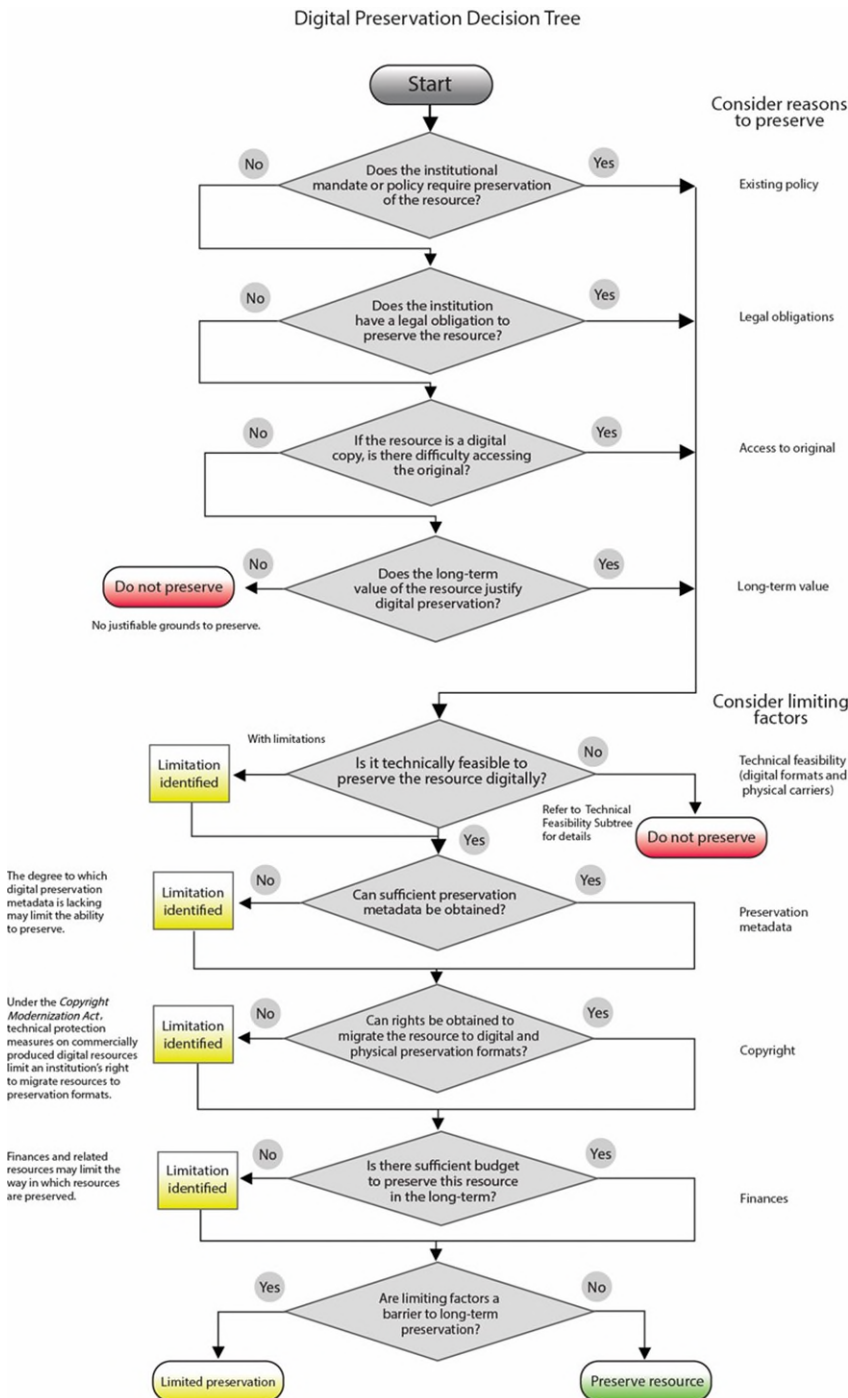 Digital Preservation Decision Tree
Start
Consider reasons
to preserve
No
Does the institutional
mandate or policy require preservation
of the resource?
Yes
Existing policy
No
Does the institution
have a legal obligation to
preserve the resource?
Yes
Legal obligations
No
If the resource is a digital
copy, is there difficulty accessing
the original?
Yes
Access to original
No
Does the long-term
value of the resource justify
digital preservation?
Yes
Long-term value
Do not preserve
No justifiable grounds to preserve.
Consider limiting
factors
With limitations
Limitation
identified
Is it technically feasible to
preserve the resource digitally?
No
Technical feasibility
(digital formats and
physical carriers)
Refer to Technical
Feasibility Subtree
for details
Do not preserve
Yes
The degree to which
digital preservation
metadata is lacking
may limit the ability
to preserve.
Limitation
identified
No
Can sufficient preservation
metadata be obtained?
Yes
Preservation
metadata
Under the Copyright
Modernization Act,
technical protection
measures on commercially
produced digital resources
limit an institution's right
to migrate resources to
preservation formats.
Limitation
identified
No
Can rights be obtained to
migrate the resource to digital and
physical preservation formats?
Yes
Copyright
Finances and related
resources may limit the
way in which resources
are preserved.
Limitation
identified
No
Is there sufficient budget
to preserve this resource
in the long-term?
Yes
Finances
Yes
Are limiting factors a
barrier to long-term
preservation?
No
Limited preservation
Preserve resource